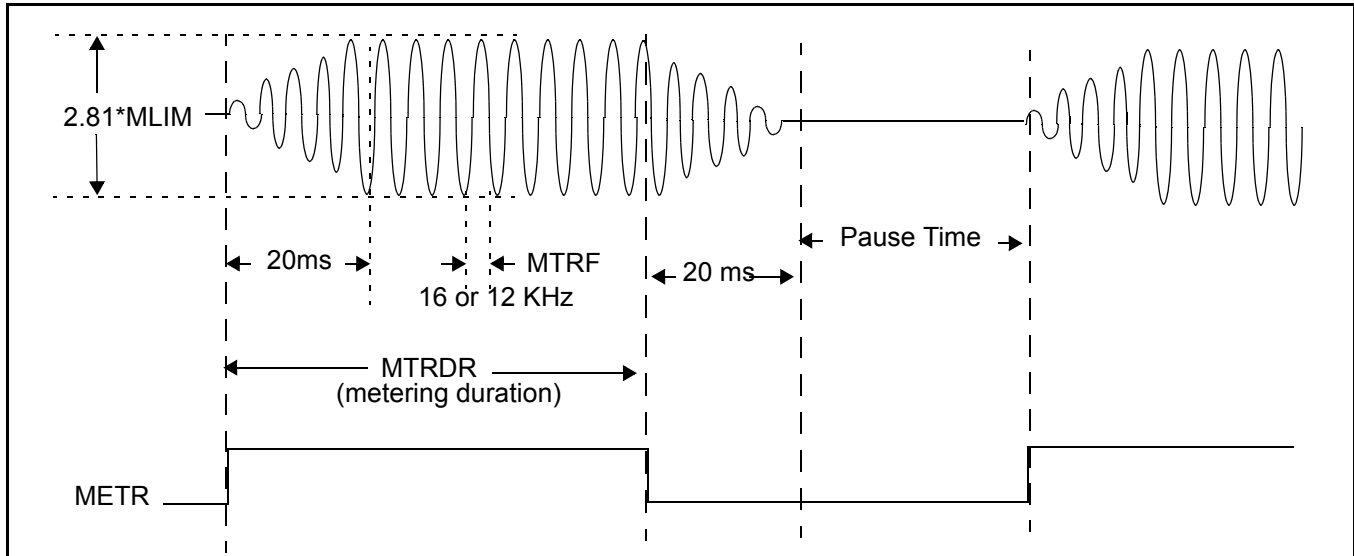 2.81*MLIM
Pause Time
20ms
MTRF
20 ms
16 or 12 KHz
MTRDR
(metering duration)
METR